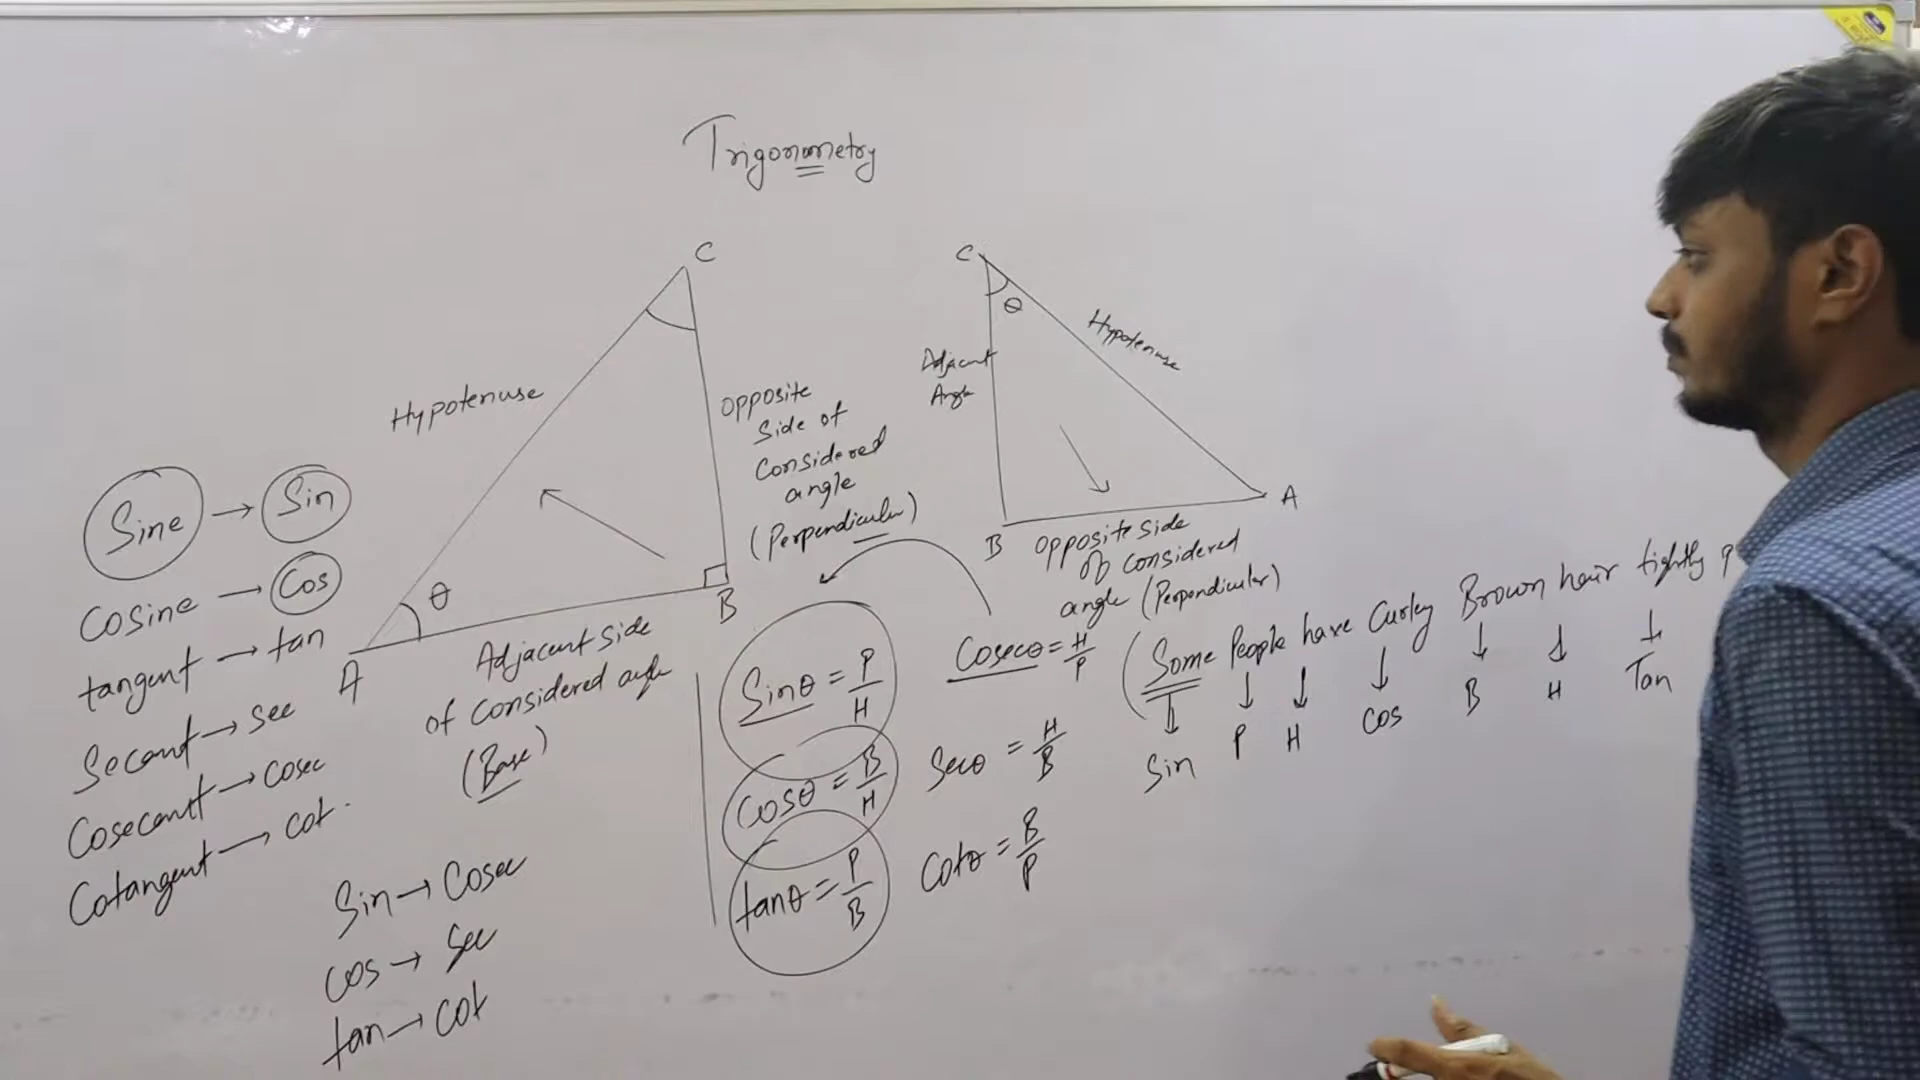 Trigonometry
C
Hypotenuse
Opposite
Side of
Considered
angle
(Perpendicular)
θ
A
B
Adjacent side
of considered angle
(Base)
C
θ
Hypotenuse
Adjacent
Angle
B
A
Opposite side
of considered
angle (Perpendicular)
Sine → Sin
Cosine → Cos
tangent → tan
Secant → sec
Cosecant → cosec
Cotangent → cot.
Sin → Cosec
Cos → Sec
tan → cot
Sinθ = P/H
Cosecθ = H/P
Cosθ = B/H
Secθ = H/B
tanθ = P/B
Cotθ = B/P
(Some People have Curley Brown hair tightly P
Sin P H Cos B H Tan